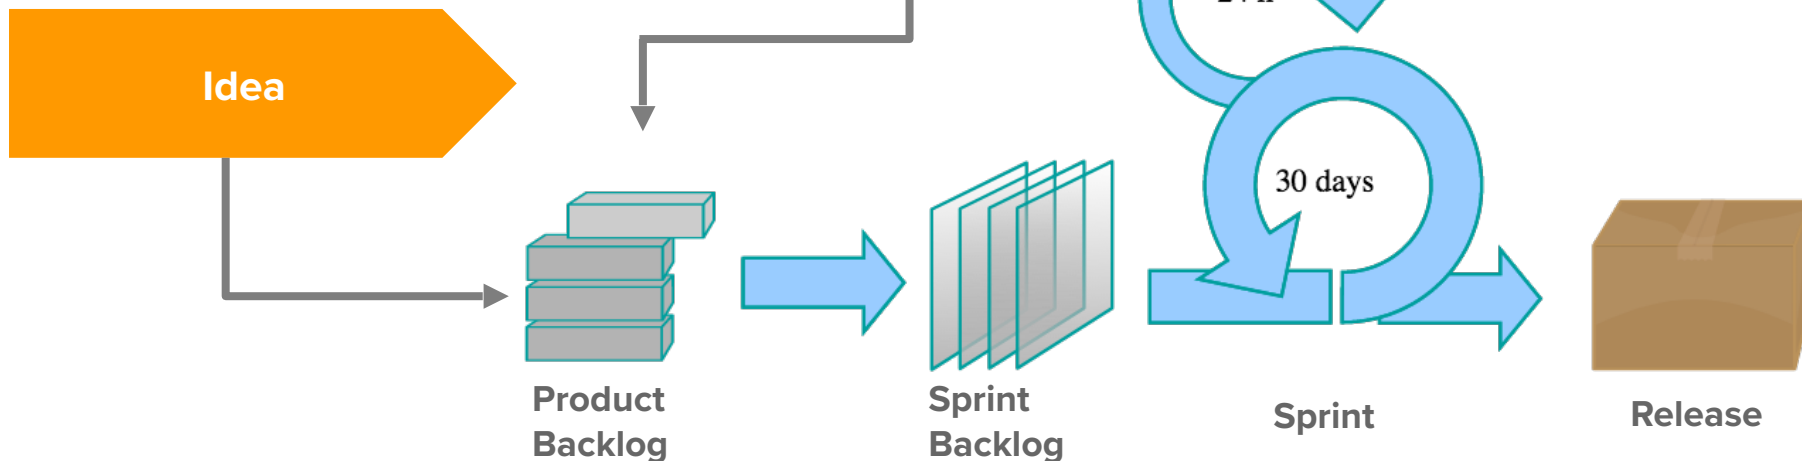 Idea
30 days
Product
Backlog
Sprint
Backlog
Sprint
Release